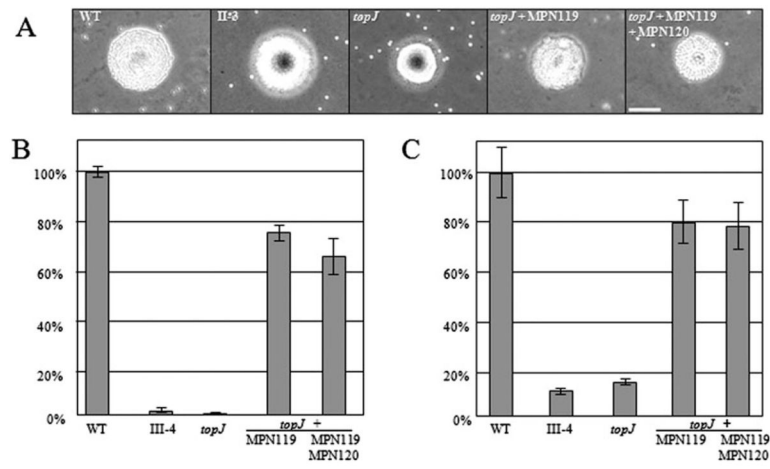 A
WT
II-3
topJ
topJ + MPN119
topJ + MPN119
+ MPN120
B
100%
80%
60%
40%
20%
0%
WT
III-4
topJ
topJ +
MPN119
MPN119
MPN120
C
100%
80%
60%
40%
20%
0%
WT
III-4
topJ
topJ +
MPN119
MPN119
MPN120